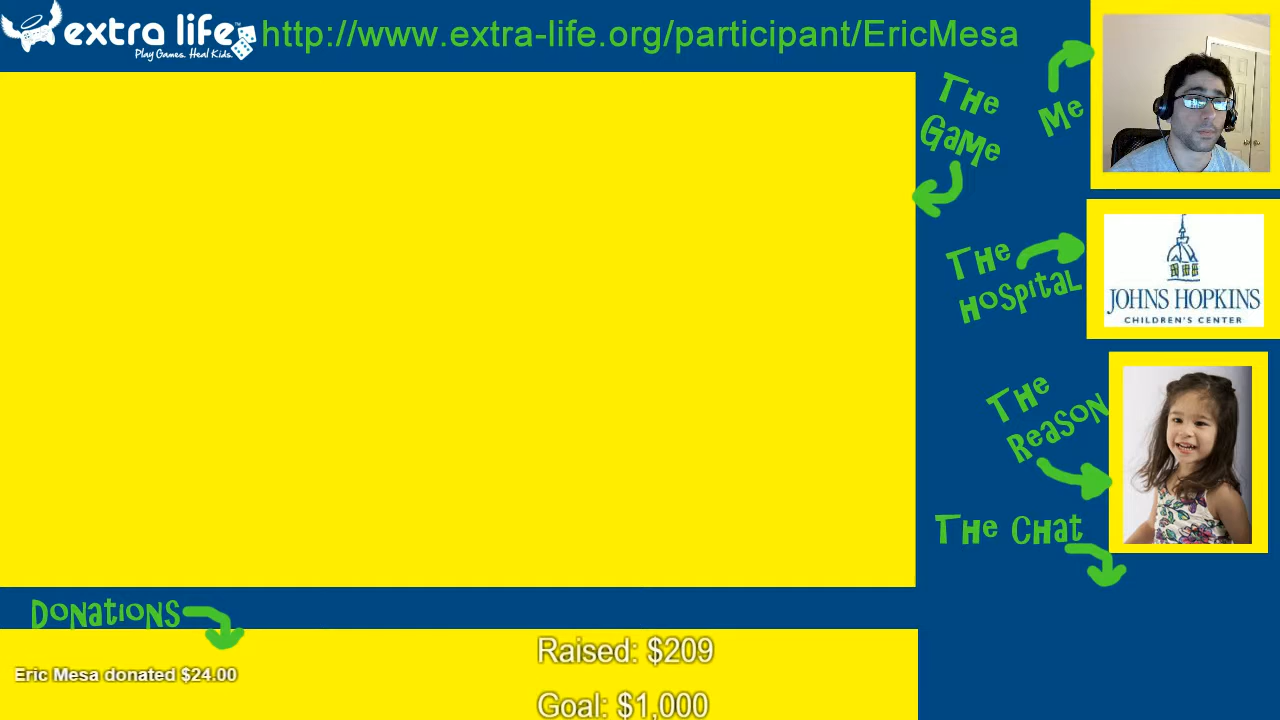 extra life
Play Games. Heal Kids.
http://www.extra-life.org/participant/EricMesa
The
Game
Me
The
Hospital
JOHNS HOPKINS
CHILDREN'S CENTER
The
Reason
The Chat
Donations
Eric Mesa donated $24.00
Raised: $209
Goal: $1,000